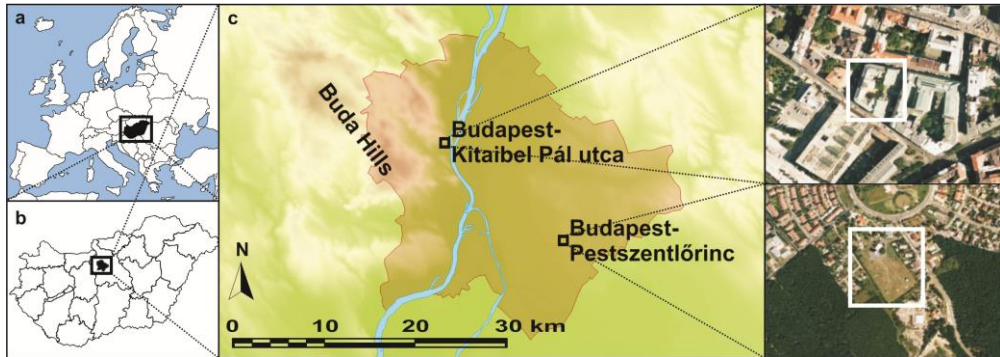 a
b
c
Buda Hills
Budapest-
Kitaibel Pál utca
Budapest-
Pestszentlőrinc
N
0 10 20 30 km